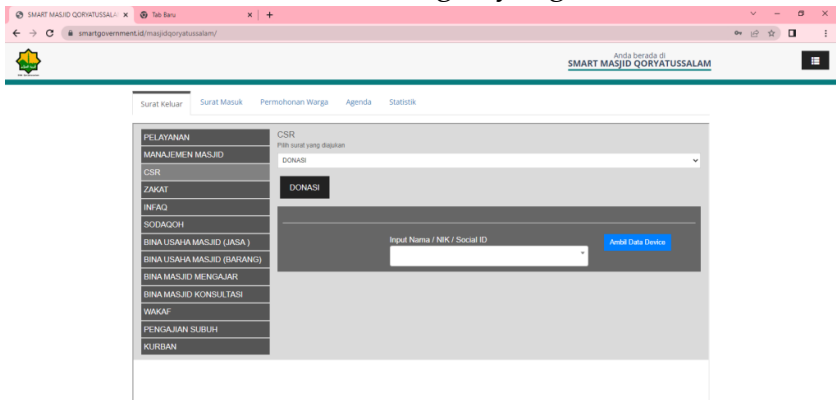 SMART MASJID QORYATUSSALA
Tab Baru
smartgovernment.id/masjidqoryatussalam/
Anda berada di
SMART MASJID QORYATUSSALAM
Surat Keluar Surat Masuk Permohonan Warga Agenda Statistik
PELAYANAN
MANAJEMEN MASJID
CSR
ZAKAT
INFAQ
SODAQOH
BINA USAHA MASJID (JASA )
BINA USAHA MASJID (BARANG)
BINA MASJID MENGAJAR
BINA MASJID KONSULTASI
WAKAF
PENGAJIAN SUBUH
KURBAN
CSR
Pilih surat yang diajukan
DONASI
DONASI
Input Nama / NIK / Social ID
Ambil Data Device